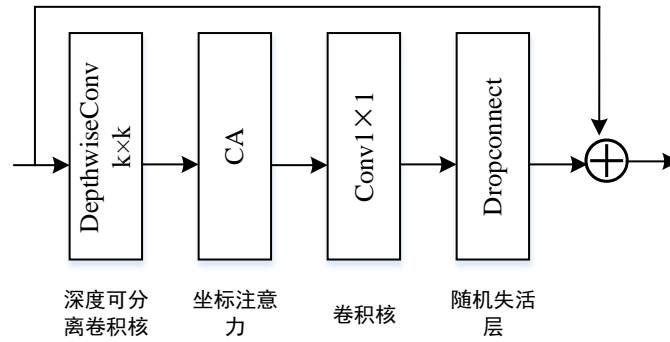 DepthwiseConv
k×k
CA
Conv1×1
Dropconnect
深度可分
离卷积核
坐标注意
力
卷积核
随机失活
层